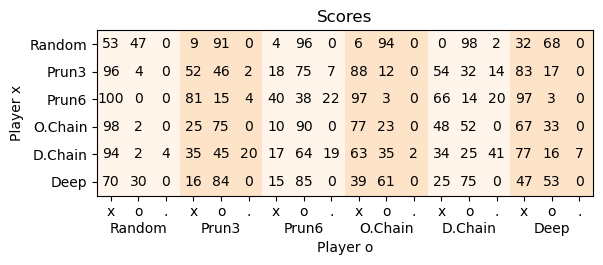 Scores
Player x
Random 53 47 0 9 91 0 4 96 0 6 94 0 0 98 2 32 68 0
Prun3 96 4 0 52 46 2 18 75 7 88 12 0 54 32 14 83 17 0
Prun6 100 0 0 81 15 4 40 38 22 97 3 0 66 14 20 97 3 0
O.Chain 98 2 0 25 75 0 10 90 0 77 23 0 48 52 0 67 33 0
D.Chain 94 2 4 35 45 20 17 64 19 63 35 2 34 25 41 77 16 7
Deep 70 30 0 16 84 0 15 85 0 39 61 0 25 75 0 47 53 0
x o . x o . x o . x o . x o . x o .
Random Prun3 Prun6 O.Chain D.Chain Deep
Player o